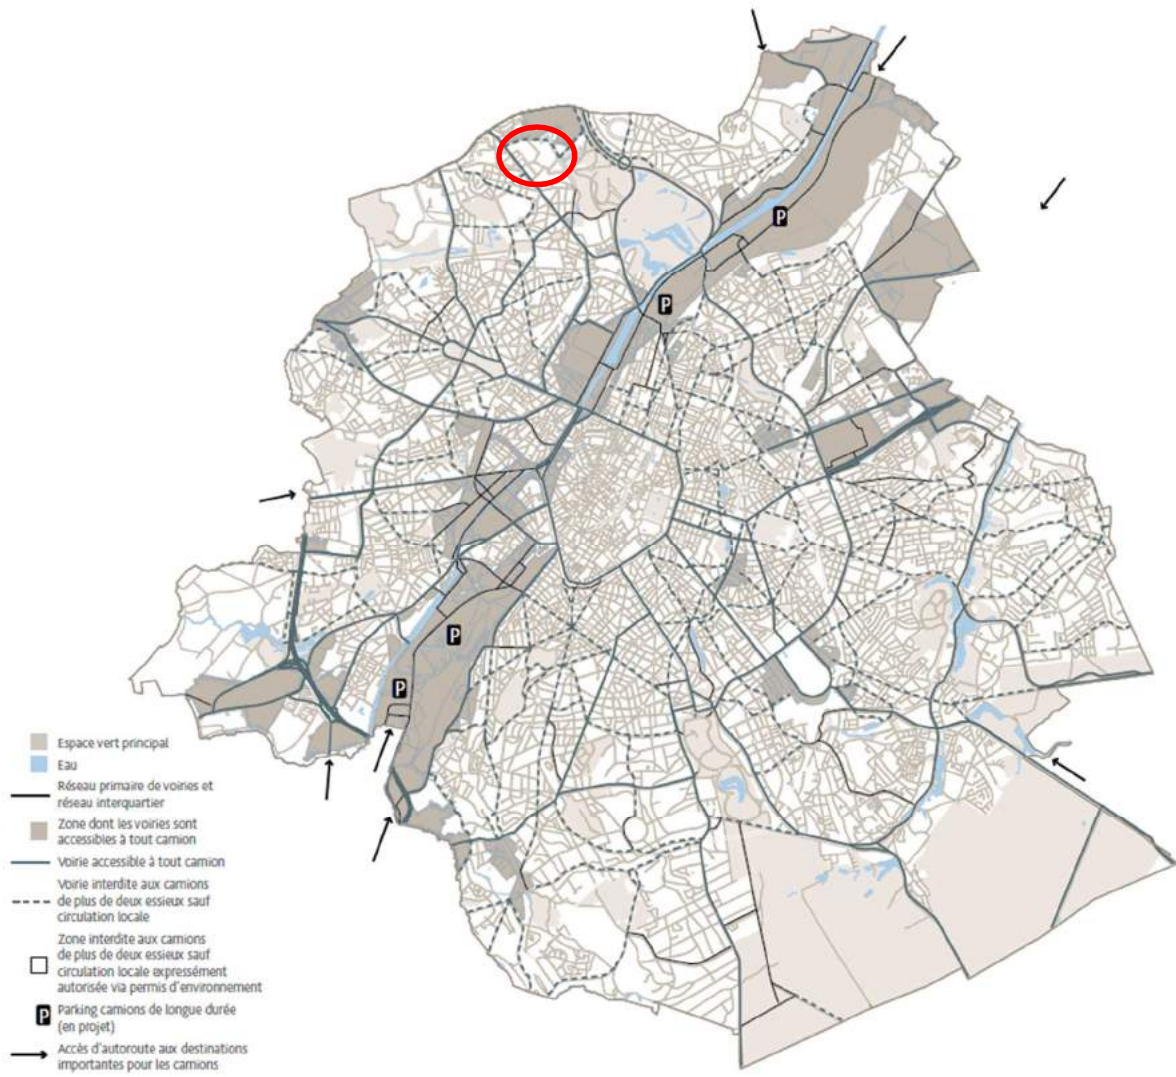 P
P
P
P
Espace vert principal
Eau
Réseau primaire de voiries et
réseau interquartier
Zone dont les voiries sont
accessibles à tout camion
Voirie accessible à tout camion
Voirie interdite aux camions
de plus de deux essieux sauf
circulation locale
Zone interdite aux camions
de plus de deux essieux sauf
circulation locale expressément
autorisée via permis d'environnement
P Parking camions de longue durée
(en projet)
Accès d'autoroute aux destinations
importantes pour les camions